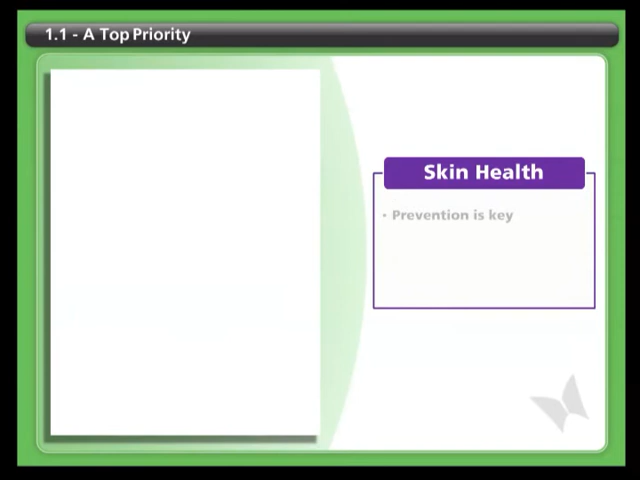 1.1 - A Top Priority
Skin Health
• Prevention is key